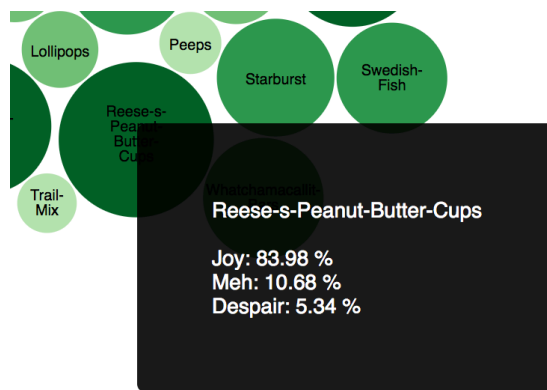 Lollipops
Peeps
Starburst
Swedish-
Fish
Reese-s-
Peanut-
Butter-
Cups
Trail-
Mix
Whatchamacallit-
Reese-s-Peanut-Butter-Cups
Joy: 83.98 %
Meh: 10.68 %
Despair: 5.34 %